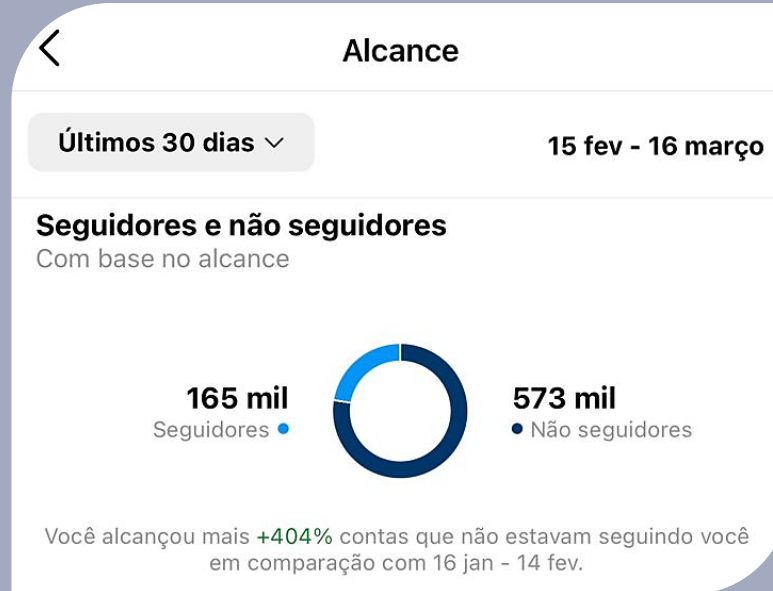 Alcance
Últimos 30 dias
15 fev - 16 março
Seguidores e não seguidores
Com base no alcance
165 mil
Seguidores
573 mil
Não seguidores
Você alcançou mais +404% contas que não estavam seguindo você
em comparação com 16 jan - 14 fev.